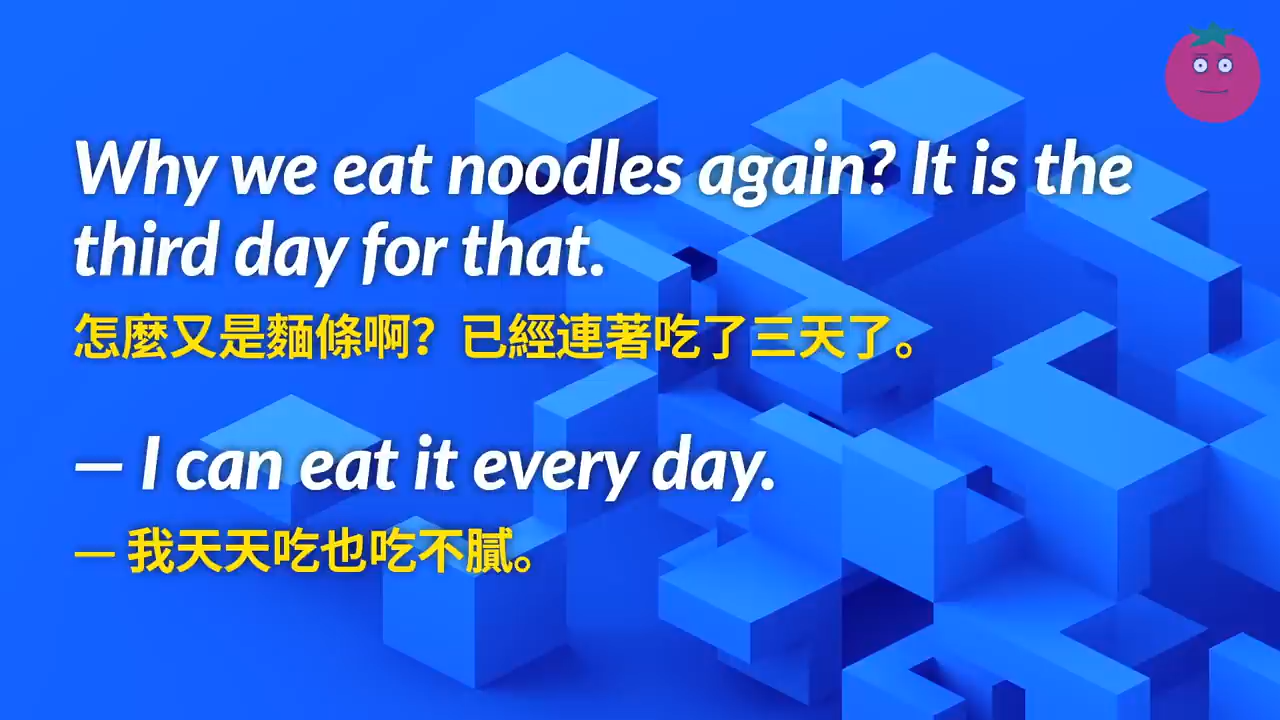 Why we eat noodles again? It is the
third day for that.
怎麼又是麵條啊？已經連著吃了三天了。
— I can eat it every day.
— 我天天吃也吃不膩。